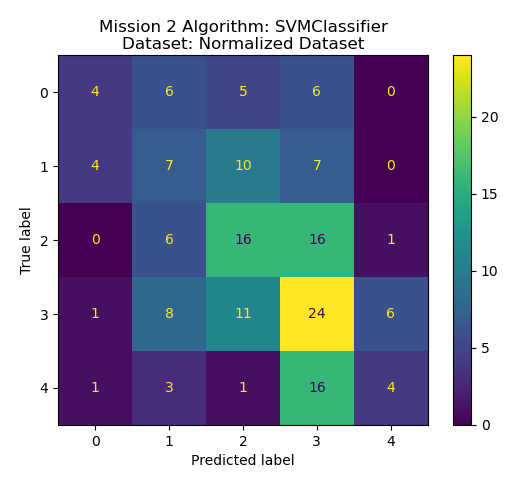 Mission 2 Algorithm: SVMClassifier
Dataset: Normalized Dataset
True label
0 4 6 5 6 0
1 4 7 10 7 0
2 0 6 16 16 1
3 1 8 11 24 6
4 1 3 1 16 4
0 1 2 3 4
Predicted label
20
15
10
5
0